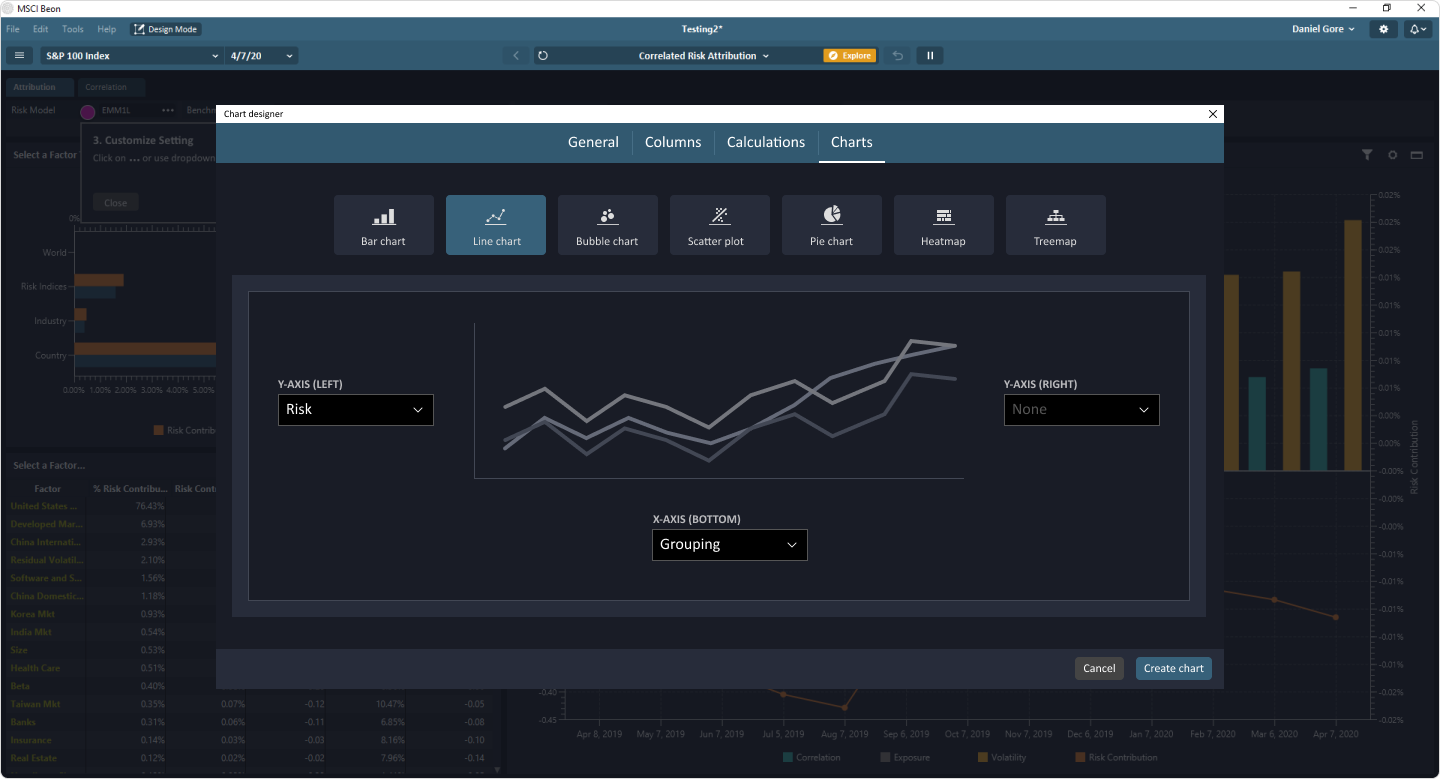 MSCI Beon
File Edit Tools Help Design Mode Testing2* Daniel Gore
S&P 100 Index 4/7/20 Correlated Risk Attribution Explore
Attribution Correlation
Risk Model EMM1L ••• Benchm
Chart designer
General Columns Calculations Charts
3. Customize Setting
Click on ... or use dropdown
Close
Select a Factor
0%
World
Risk Indices
Industry
Country
0.00% 1.00% 2.00% 3.00% 4.00% 5.00%
Risk Contrib
Bar chart Line chart Bubble chart Scatter plot Pie chart Heatmap Treemap
Y-AXIS (LEFT)
Risk
Y-AXIS (RIGHT)
None
X-AXIS (BOTTOM)
Grouping
Cancel Create chart
Select a Factor...
Factor % Risk Contribu... Risk Cont
United States ... 76.43%
Developed Mar... 6.93%
China Internati... 2.93%
Residual Volatil... 2.10%
Software and S... 1.56%
China Domestic... 1.18%
Korea Mkt 0.93%
India Mkt 0.54%
Size 0.53%
Health Care 0.51%
Beta 0.40%
Taiwan Mkt 0.35% 0.07% -0.12 10.47% -0.05
Banks 0.31% 0.06% -0.11 6.85% -0.08
Insurance 0.14% 0.03% -0.03 8.16% -0.10
Real Estate 0.12% 0.02% -0.02 7.96% -0.14
0.02%
0.02%
0.01%
0.01%
0.01%
0.01%
0.01%
0.00%
0.00%
0.00%
-0.02%
-0.00%
-0.00%
-0.01%
-0.01%
-0.01%
-0.01%
-0.01%
-0.02%
-0.02%
Risk Contribution
-0.40
-0.45
Apr 8, 2019 May 7, 2019 Jun 7, 2019 Jul 5, 2019 Aug 7, 2019 Sep 6, 2019 Oct 7, 2019 Nov 7, 2019 Dec 6, 2019 Jan 7, 2020 Feb 7, 2020 Mar 6, 2020 Apr 7, 2020
Correlation Exposure Volatility Risk Contribution